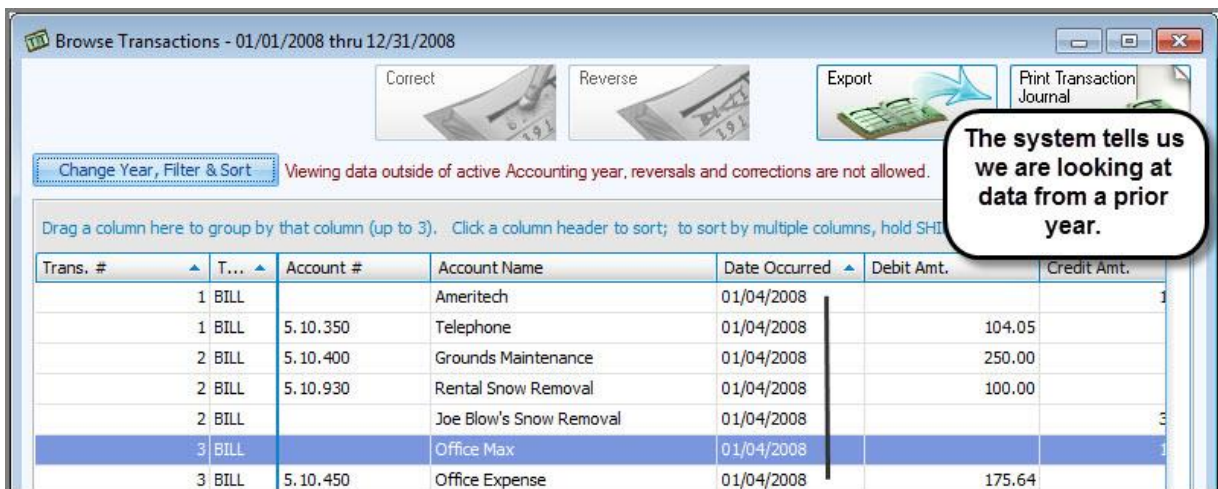 Browse Transactions - 01/01/2008 thru 12/31/2008
Correct
Reverse
Export
Print Transaction
Journal
The system tells us
we are looking at
data from a prior
year.
Change Year, Filter & Sort
Viewing data outside of active Accounting year, reversals and corrections are not allowed.
Drag a column here to group by that column (up to 3). Click a column header to sort; to sort by multiple columns, hold
Trans. # T... Account # Account Name Date Occurred Debit Amt. Credit Amt.
1 BILL Ameritech 01/04/2008
1 BILL 5.10.350 Telephone 01/04/2008 104.05
2 BILL 5.10.400 Grounds Maintenance 01/04/2008 250.00
2 BILL 5.10.930 Rental Snow Removal 01/04/2008 100.00
2 BILL Joe Blow's Snow Removal 01/04/2008
3 BILL Office Max 01/04/2008
3 BILL 5.10.450 Office Expense 01/04/2008 175.64